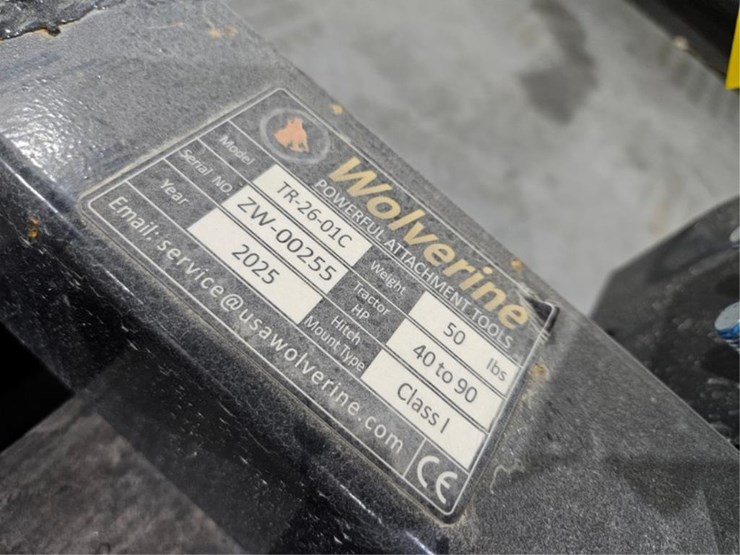 Wolverine
POWERFUL ATTACHMENT TOOLS
Model TR-26-01C Weight 50 lbs
Serial NO ZW-00255 Tractor HP 40 to 90
Year 2025 Hitch Mount Type Class I
Email: service@usawolverine.com CE